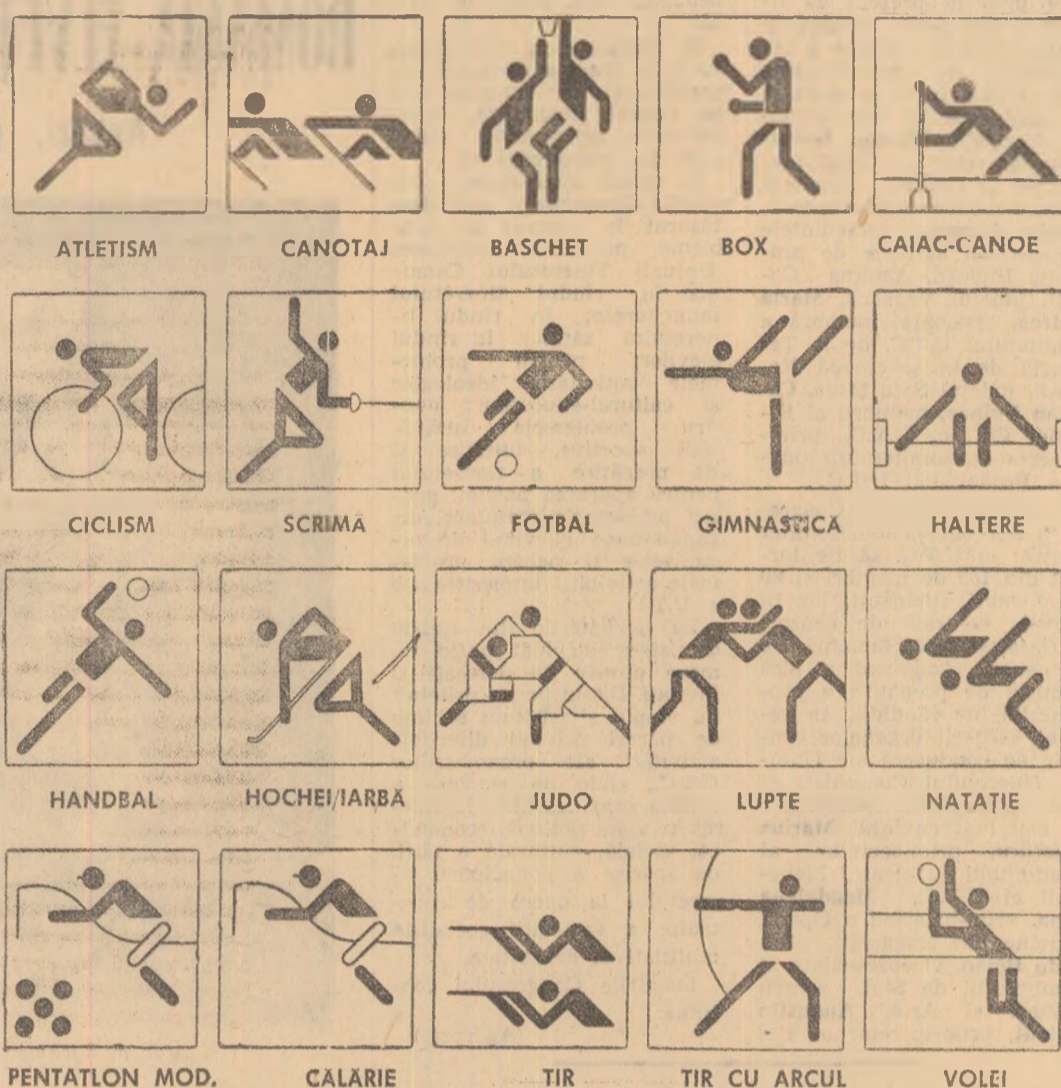 ATLETISM CANOTAJ BASCHET BOX CAIAC-CANOE
CICLISM SCRIMĂ FOTBAL GIMNASTICĂ HALTERE
HANDBAL HOCHEI/IARBĂ JUDO LUPTE NATAȚIE
PENTATLON MOD. CĂLĂRIE TIR TIR CU ARCUL VOLEI